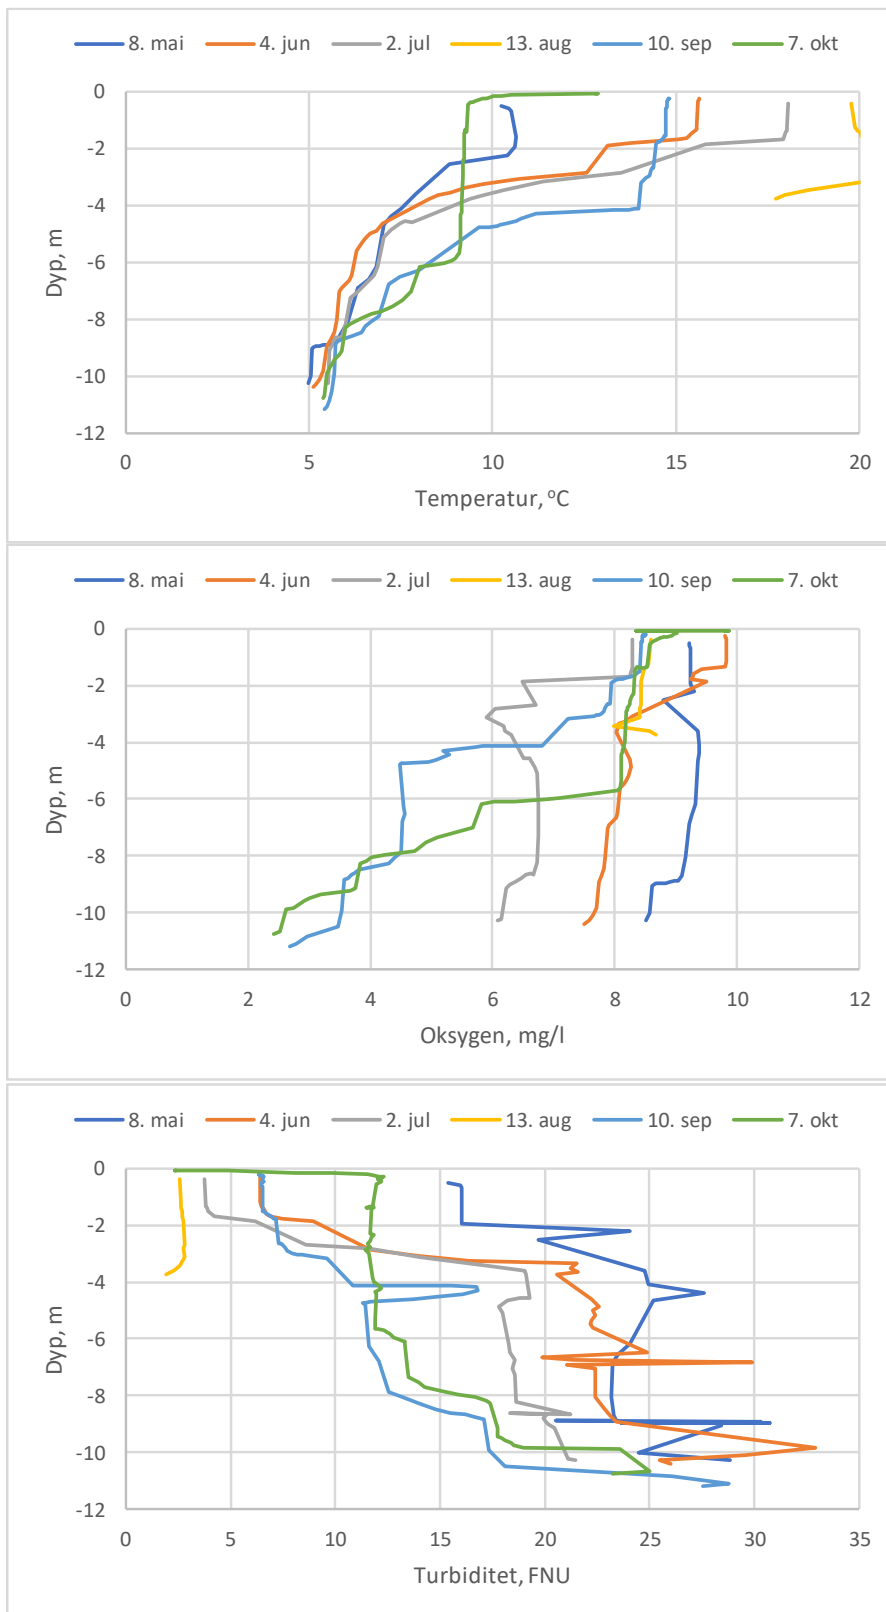 8. mai 4. jun 2. jul 13. aug 10. sep 7. okt
0
-2
-4
-6
-8
-10
-12
Dyp, m
0 5 10 15 20
Temperatur, °C
8. mai 4. jun 2. jul 13. aug 10. sep 7. okt
0
-2
-4
-6
-8
-10
-12
Dyp, m
0 2 4 6 8 10 12
Oksygen, mg/l
8. mai 4. jun 2. jul 13. aug 10. sep 7. okt
0
-2
-4
-6
-8
-10
-12
Dyp, m
0 5 10 15 20 25 30 35
Turbiditet, FNU